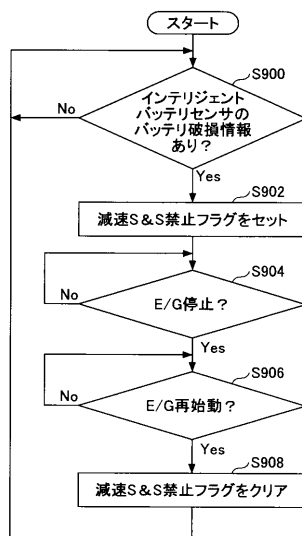 スタート
S900
インテリジェント
バッテリセンサの
バッテリ破損情報
あり?
No
Yes
S902
減速S&S禁止フラグをセット
S904
E/G停止?
No
Yes
S906
E/G再始動?
No
Yes
S908
減速S&S禁止フラグをクリア